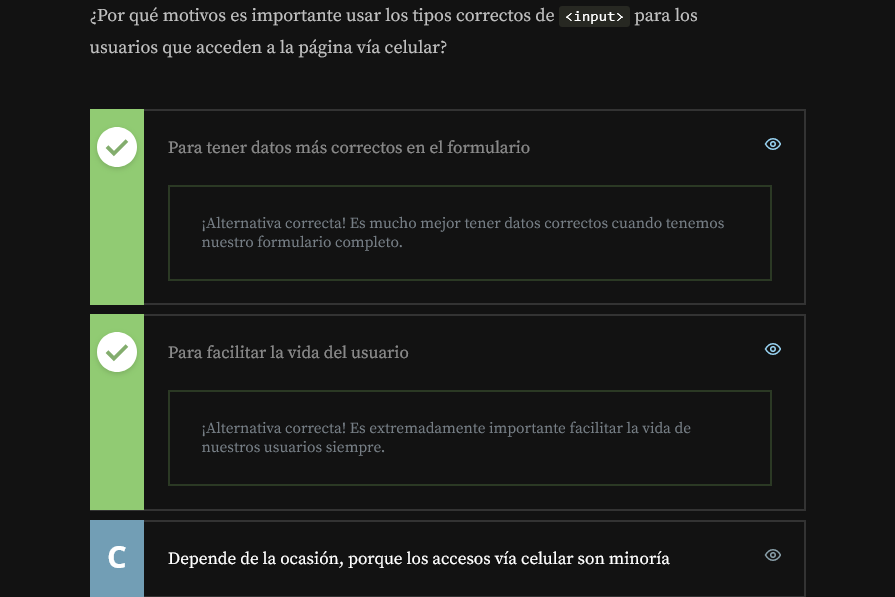 ¿Por qué motivos es importante usar los tipos correctos de <input> para los
usuarios que acceden a la página vía celular?
Para tener datos más correctos en el formulario
¡Alternativa correcta! Es mucho mejor tener datos correctos cuando tenemos
nuestro formulario completo.
Para facilitar la vida del usuario
¡Alternativa correcta! Es extremadamente importante facilitar la vida de
nuestros usuarios siempre.
C
Depende de la ocasión, porque los accesos vía celular son minoría